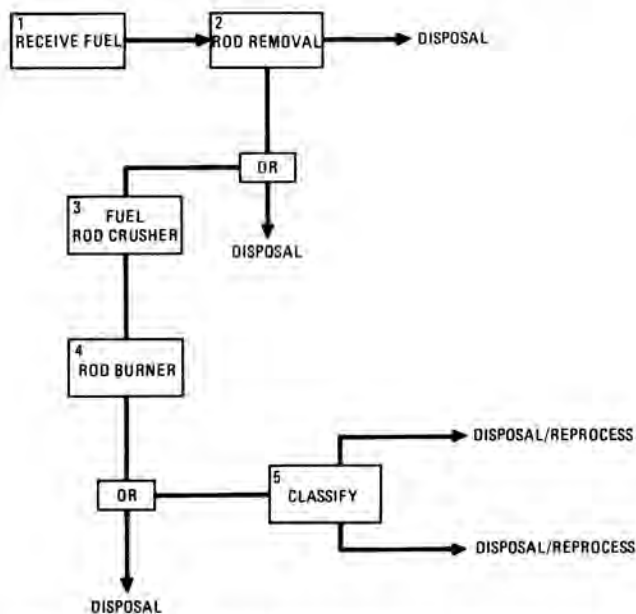 1
RECEIVE FUEL
2
ROD REMOVAL
DISPOSAL
OR
3
FUEL
ROD CRUSHER
DISPOSAL
4
ROD BURNER
DISPOSAL/REPROCESS
OR
5
CLASSIFY
DISPOSAL/REPROCESS
DISPOSAL